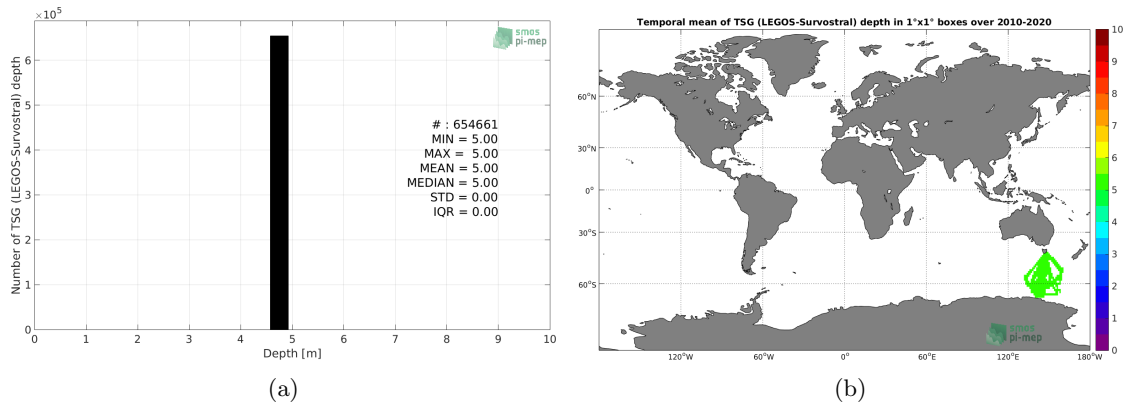 ×10^5
6
5
4
3
2
1
0
Number of TSG (LEGOS-Survostral) depth
smos
pi-mep
# : 654661
MIN = 5.00
MAX = 5.00
MEAN = 5.00
MEDIAN = 5.00
STD = 0.00
IQR = 0.00
0 1 2 3 4 5 6 7 8 9 10
Depth [m]
(a)
Temporal mean of TSG (LEGOS-Survostral) depth in 1°x1° boxes over 2010-2020
60°N
30°N
0°
30°S
60°S
120°W 60°W 0° 60°E 120°E 180°W
smos
pi-mep
10
9
8
7
6
5
4
3
2
1
0
(b)